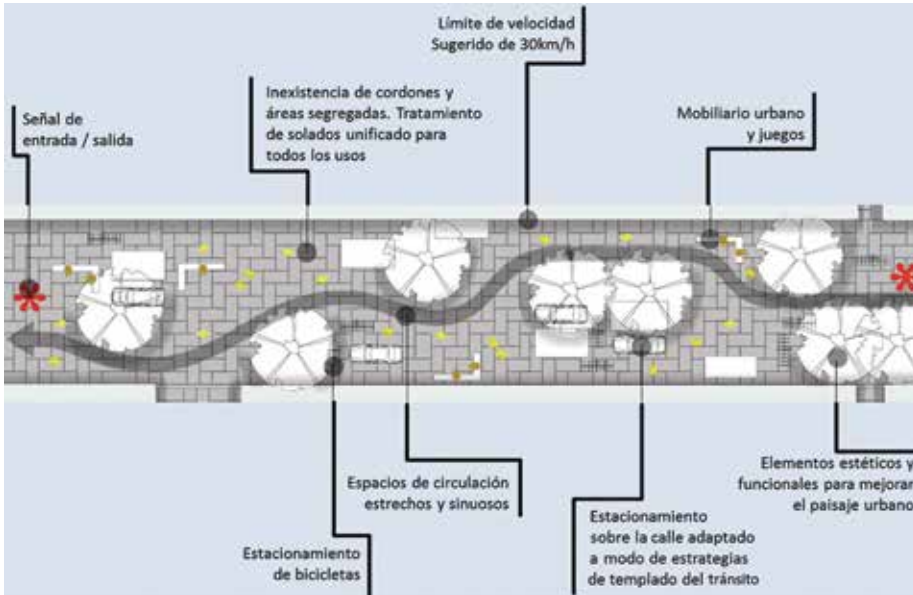 Límite de velocidad
Sugerido de 30km/h
Inexistencia de cordones y
áreas segregadas. Tratamiento
de solados unificado para
todos los usos
Señal de
entrada / salida
Mobiliario urbano
y juegos
Espacios de circulación
estrechos y sinuosos
Estacionamiento
de bicicletas
Estacionamiento
sobre la calle adaptado
a modo de estrategias
de templado del tránsito
Elementos estéticos y
funcionales para mejorar
el paisaje urbano